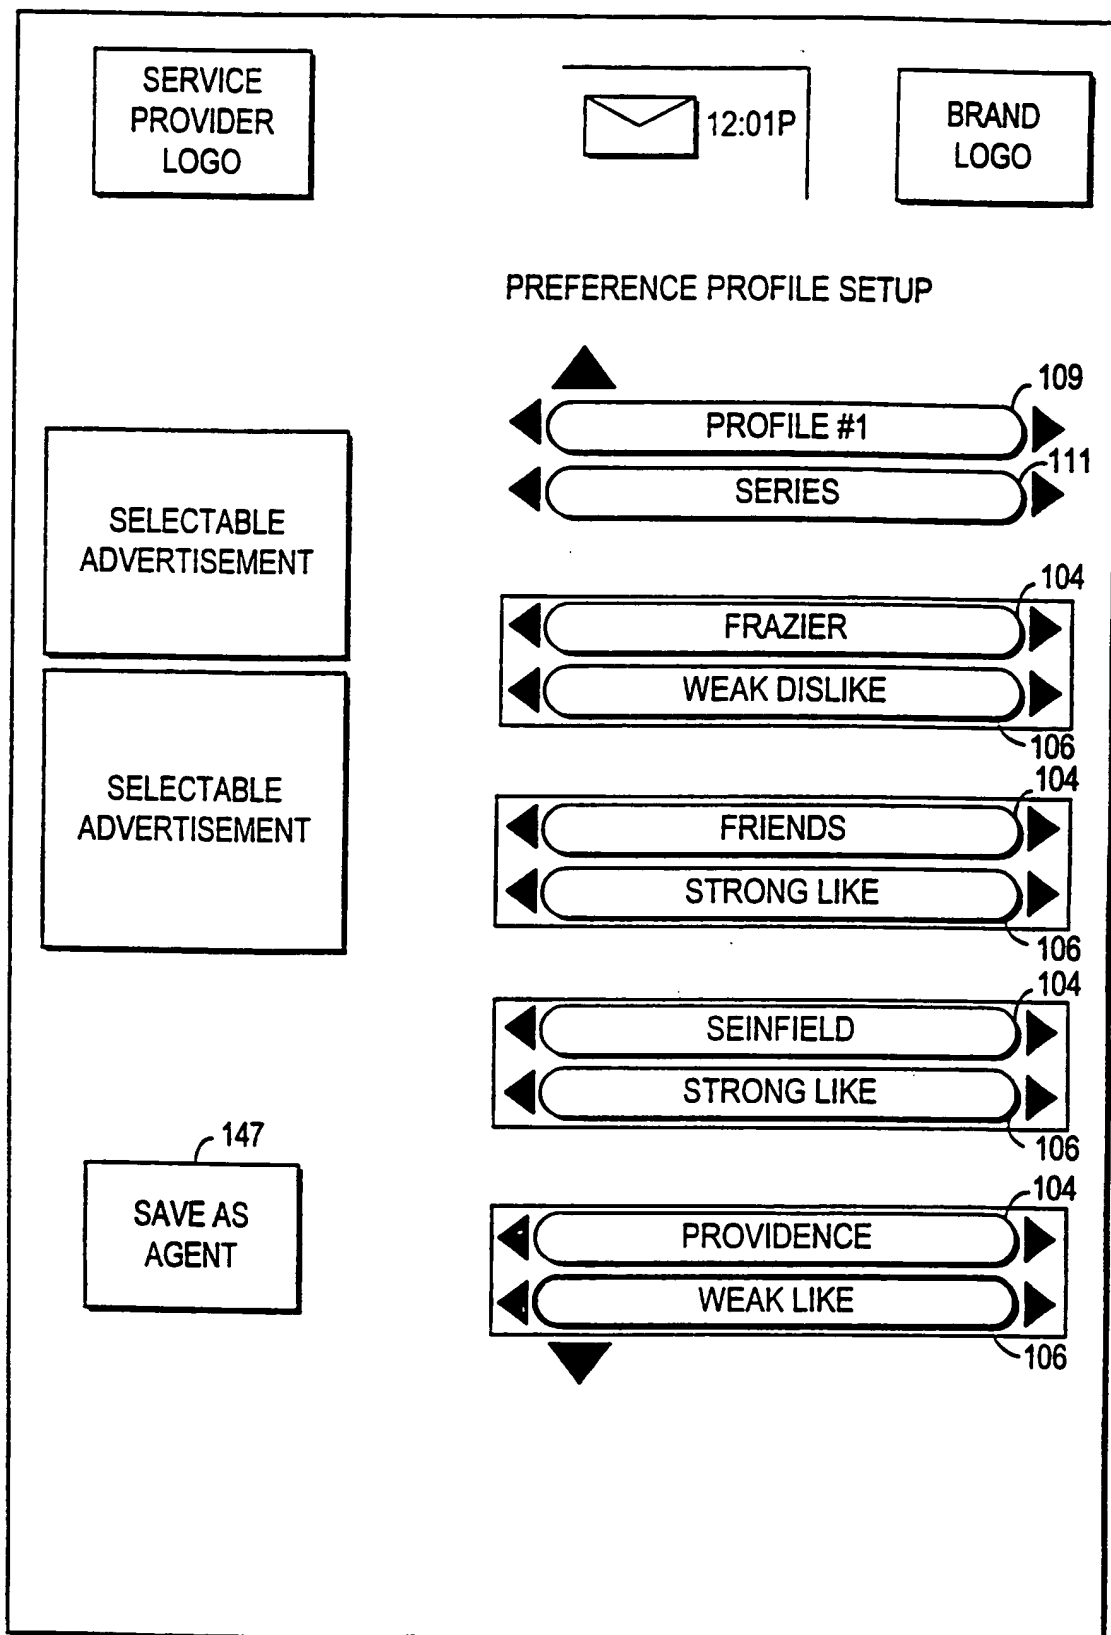 SERVICE
PROVIDER
LOGO
12:01P
BRAND
LOGO
PREFERENCE PROFILE SETUP
109
PROFILE #1
111
SERIES
SELECTABLE
ADVERTISEMENT
104
FRAZIER
WEAK DISLIKE
106
SELECTABLE
ADVERTISEMENT
104
FRIENDS
STRONG LIKE
106
104
SEINFIELD
STRONG LIKE
106
147
SAVE AS
AGENT
104
PROVIDENCE
WEAK LIKE
106